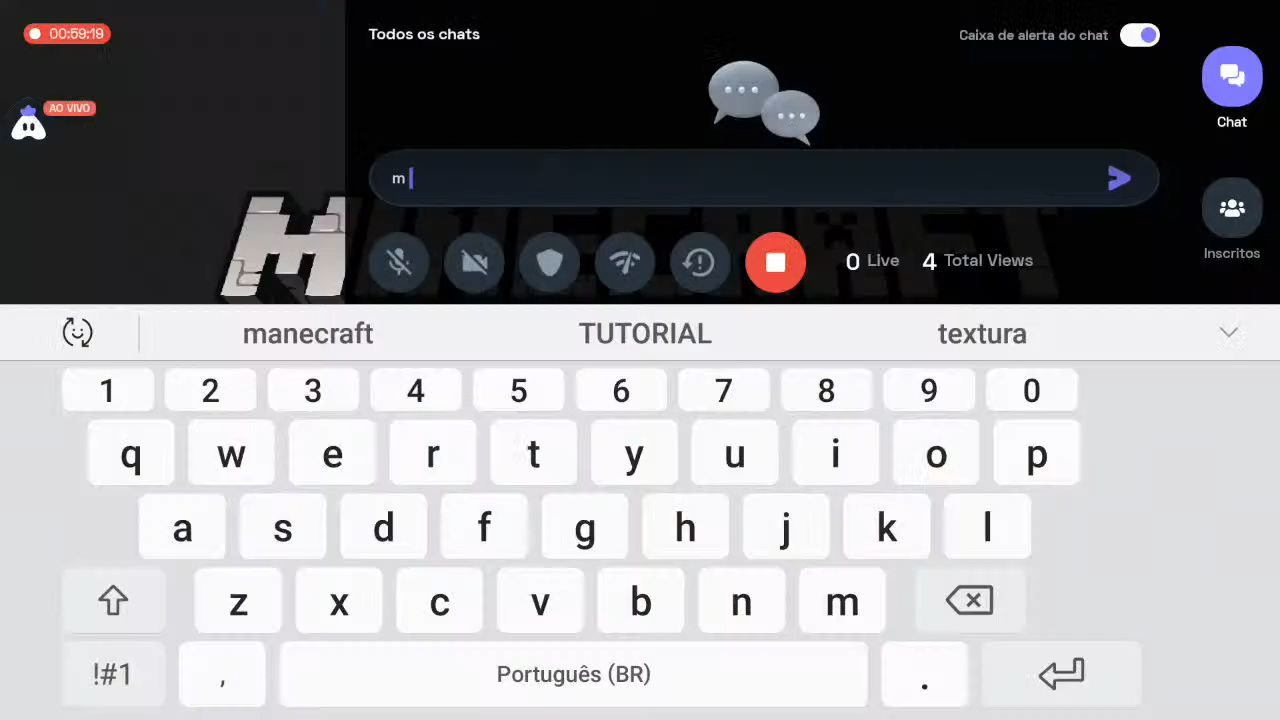 00:59:19
Todos os chats
Caixa de alerta do chat
AO VIVO
Chat
m
MINECRAFT
Inscritos
0 Live 4 Total Views
manecraft TUTORIAL textura
1 2 3 4 5 6 7 8 9 0
q w e r t y u i o p
a s d f g h j k l
z x c v b n m
!#1 , Português (BR) .